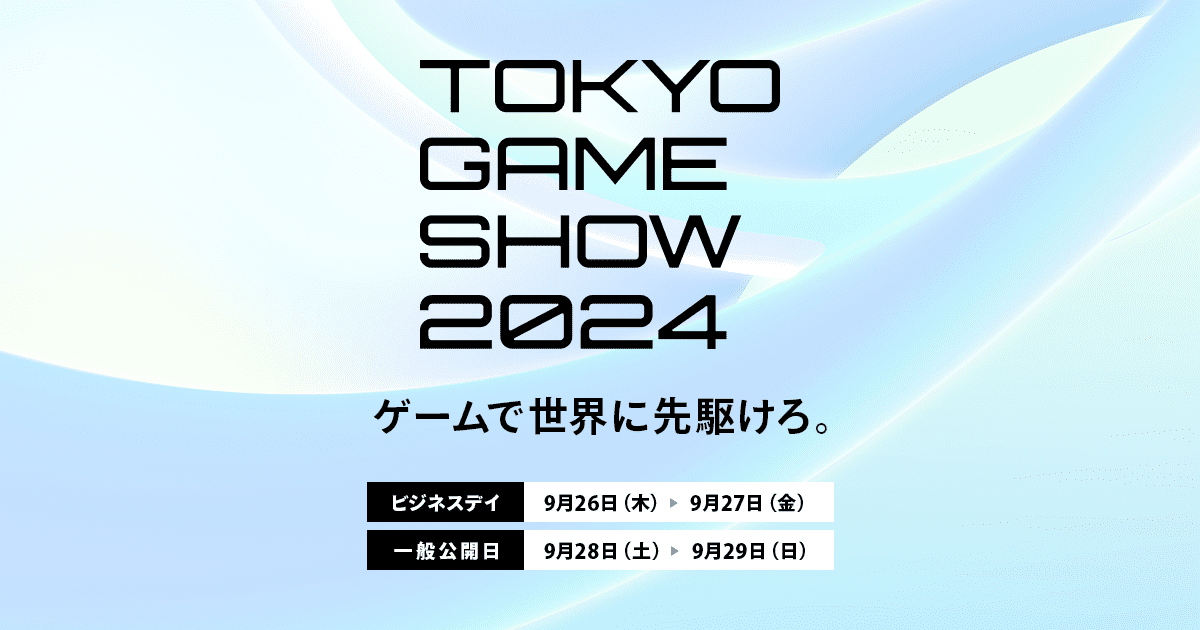 TOKYO
GAME
SHOW
2024
ゲームで世界に先駆けろ。
ビジネスデイ 9月26日（木）▶ 9月27日（金）
一般公開日 9月28日（土）▶ 9月29日（日）